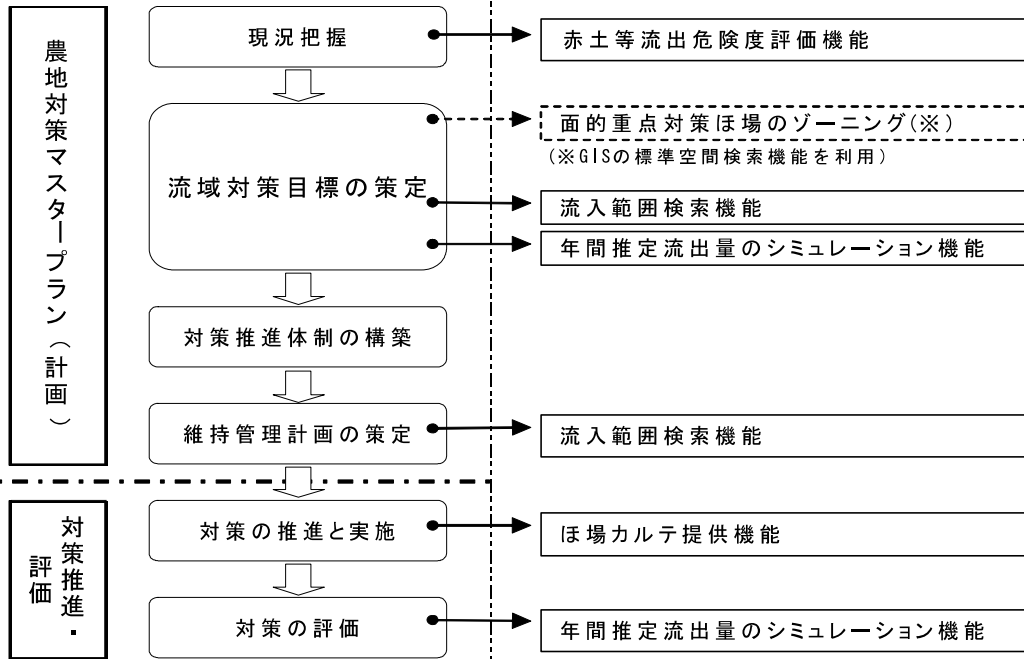 農地対策マスタープラン（計画）
現況把握
赤土等流出危険度評価機能
流域対策目標の策定
面的重点対策ほ場のゾーニング(※)
(※GISの標準空間検索機能を利用)
流入範囲検索機能
年間推定流出量のシミュレーション機能
対策推進体制の構築
維持管理計画の策定
流入範囲検索機能
対策推進・
評価
対策の推進と実施
ほ場カルテ提供機能
対策の評価
年間推定流出量のシミュレーション機能